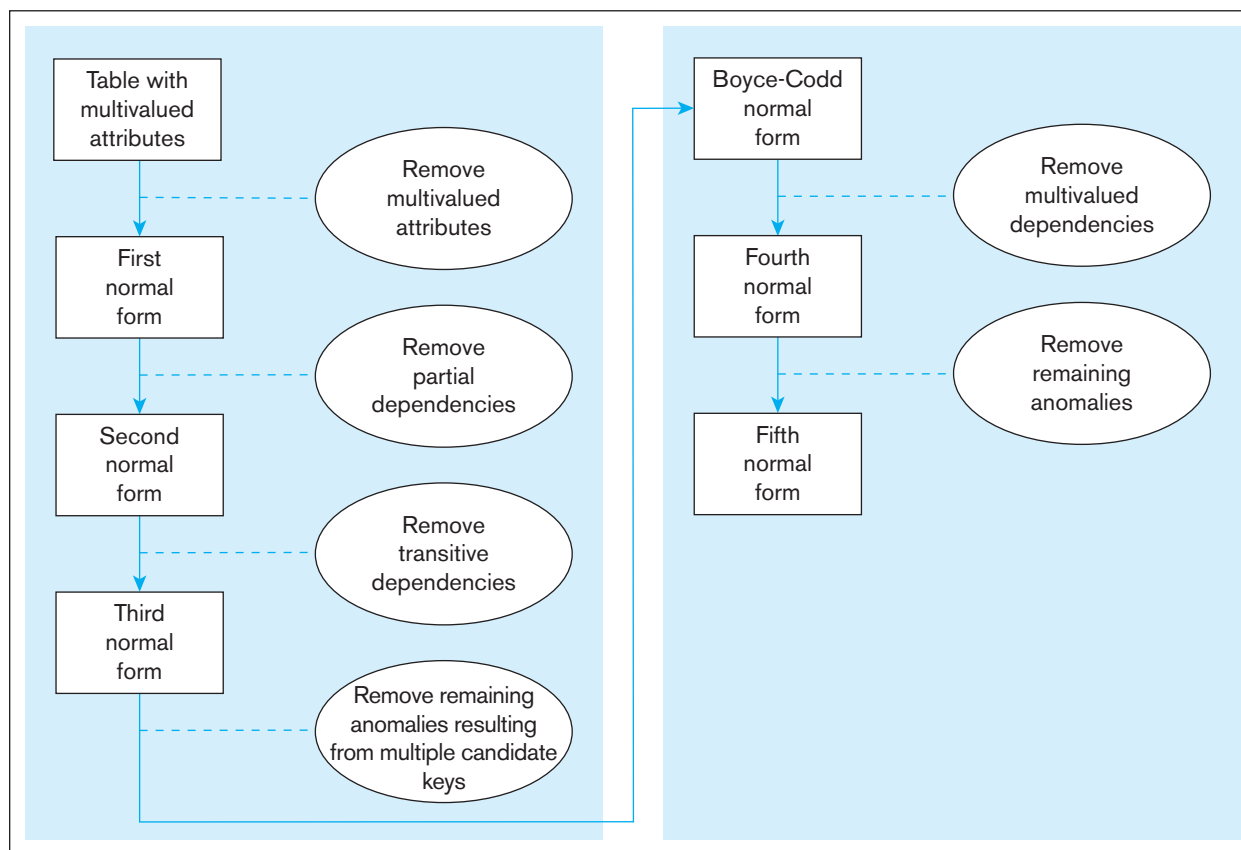 Table with
multivalued
attributes
Remove
multivalued
attributes
First
normal
form
Remove
partial
dependencies
Second
normal
form
Remove
transitive
dependencies
Third
normal
form
Remove remaining
anomalies resulting
from multiple candidate
keys
Boyce-Codd
normal
form
Remove
multivalued
dependencies
Fourth
normal
form
Remove
remaining
anomalies
Fifth
normal
form